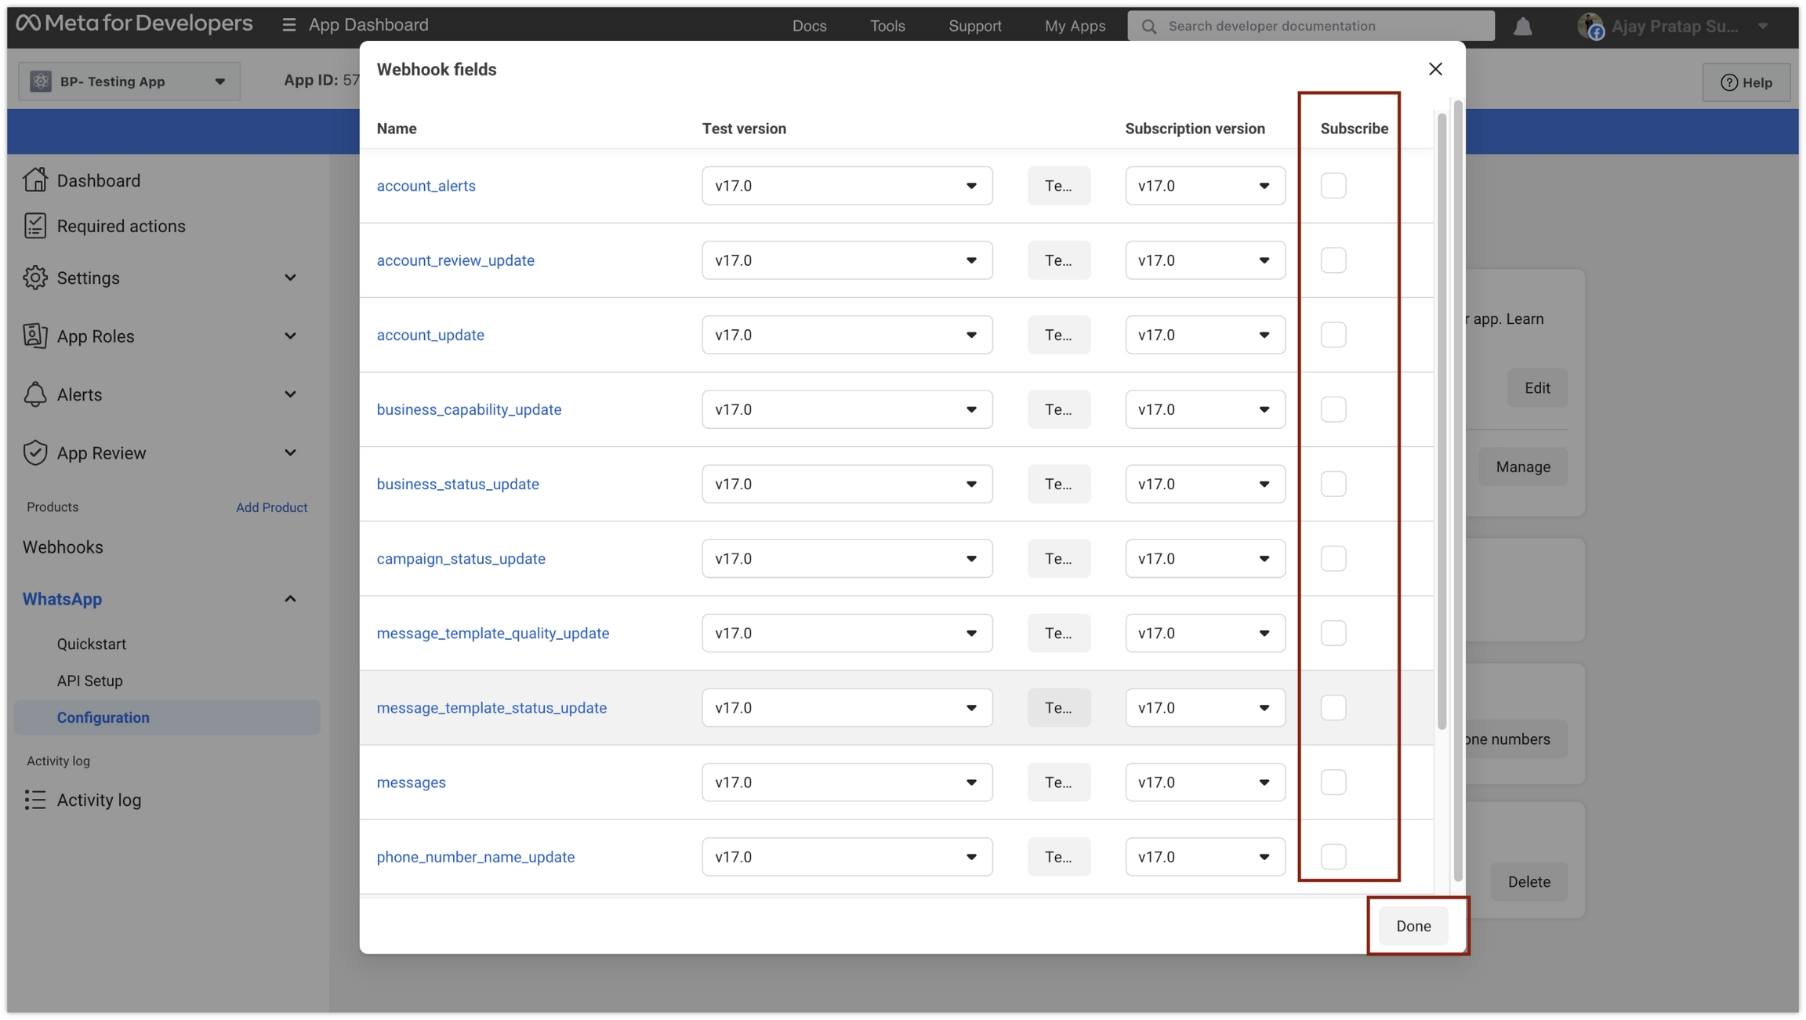 Meta for Developers
App Dashboard
Docs
Tools
Support
My Apps
Search developer documentation
Ajay Pratap Su...
BP- Testing App
App ID: 57
Help
Dashboard
Required actions
Settings
App Roles
Alerts
App Review
Products
Add Product
Webhooks
WhatsApp
Quickstart
API Setup
Configuration
Activity log
Activity log
Webhook fields
Name Test version Subscription version Subscribe
account_alerts v17.0 Te... v17.0
account_review_update v17.0 Te... v17.0
account_update v17.0 Te... v17.0
business_capability_update v17.0 Te... v17.0
business_status_update v17.0 Te... v17.0
campaign_status_update v17.0 Te... v17.0
message_template_quality_update v17.0 Te... v17.0
message_template_status_update v17.0 Te... v17.0
messages v17.0 Te... v17.0
phone_number_name_update v17.0 Te... v17.0
Done
r app. Learn
Edit
Manage
one numbers
Delete